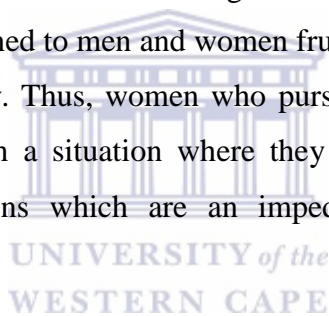 ned to men and women fru
. Thus, women who purs
n a situation where they
ns which are an imped
UNIVERSITY of the
WESTERN CAPE